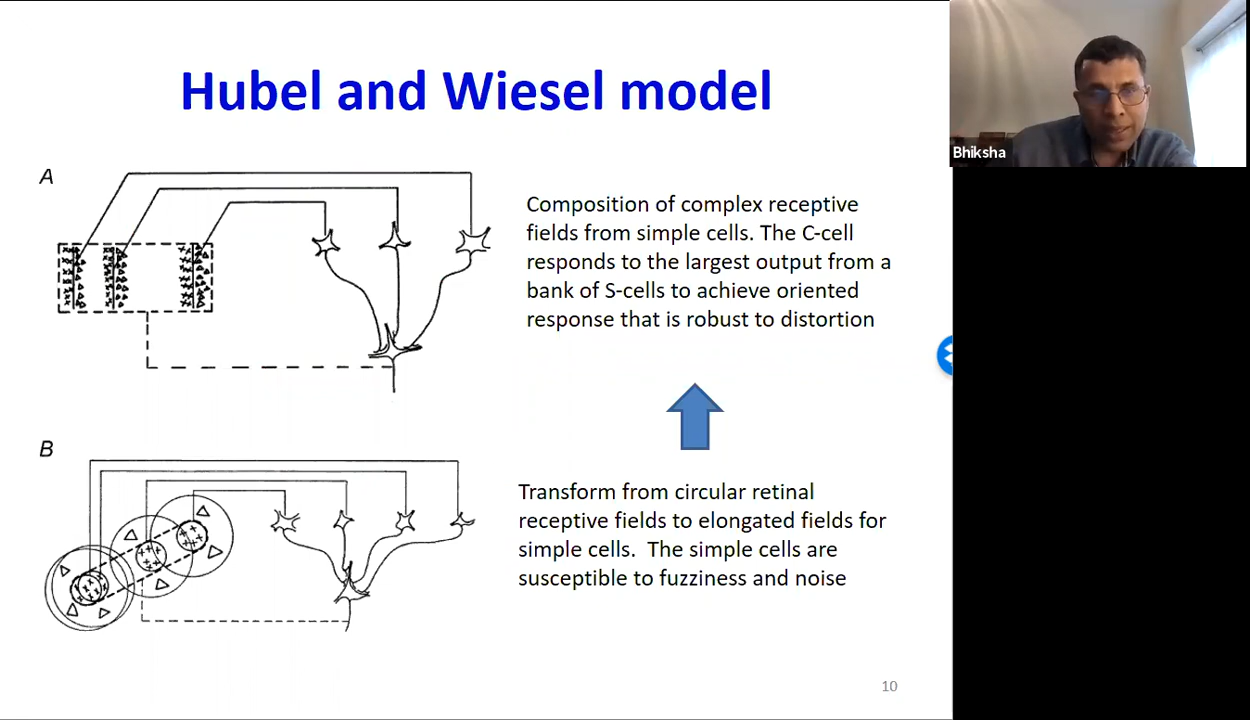 Hubel and Wiesel model
Bhiksha
A
Composition of complex receptive
fields from simple cells. The C-cell
responds to the largest output from a
bank of S-cells to achieve oriented
response that is robust to distortion
B
Transform from circular retinal
receptive fields to elongated fields for
simple cells.  The simple cells are
susceptible to fuzziness and noise
10